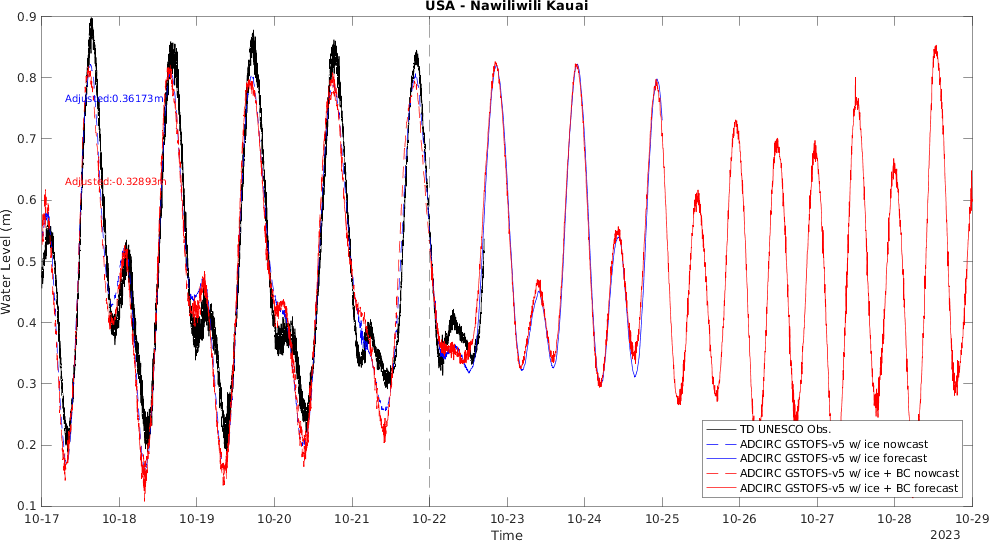 USA - Nawiliwili Kauai
0.9
0.8
0.7
0.6
0.5
0.4
0.3
0.2
0.1
Water Level (m)
Adjusted:0.36173m
Adjusted:-0.32893m
TD UNESCO Obs.
ADCIRC GSTOFS-v5 w/ ice nowcast
ADCIRC GSTOFS-v5 w/ ice forecast
ADCIRC GSTOFS-v5 w/ ice + BC nowcast
ADCIRC GSTOFS-v5 w/ ice + BC forecast
10-17 10-18 10-19 10-20 10-21 10-22 10-23 10-24 10-25 10-26 10-27 10-28 10-29
Time
2023